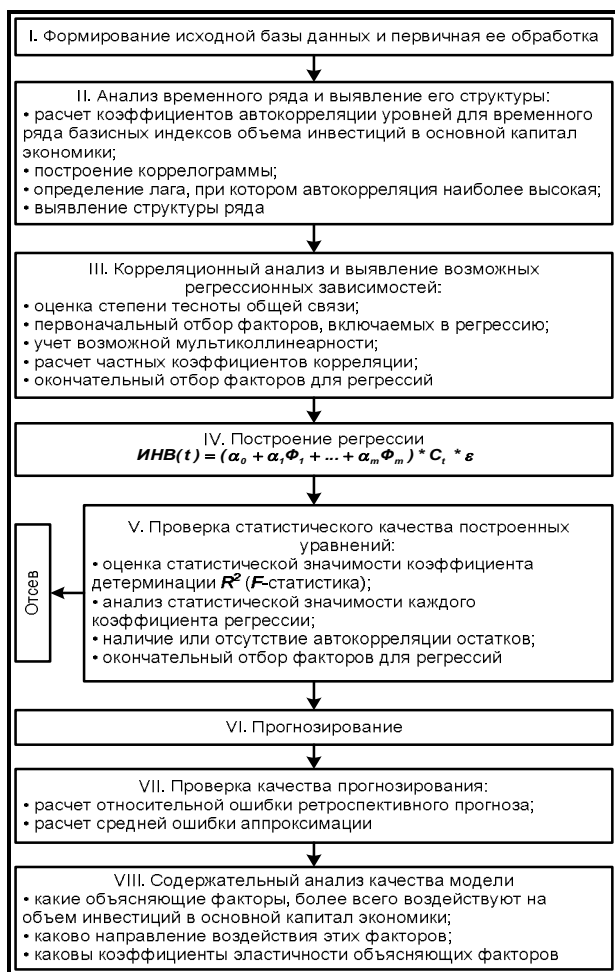 I. Формирование исходной базы данных и первичная ее обработка
II. Анализ временного ряда и выявление его структуры:
• расчет коэффициентов автокорреляции уровней для временного
ряда базисных индексов объема инвестиций в основной капитал
экономики;
• построение коррелограммы;
• определение лага, при котором автокорреляция наиболее высокая;
• выявление структуры ряда
III. Корреляционный анализ и выявление возможных
регрессионных зависимостей:
• оценка степени тесноты общей связи;
• первоначальный отбор факторов, включаемых в регрессию;
• учет возможной мультиколлинеарности;
• расчет частных коэффициентов корреляции;
• окончательный отбор факторов для регрессий
IV. Построение регрессии
ИНВ(t) = (α₀ + α₁Ф₁ + ... + αₘФₘ) * Cₜ * ε
V. Проверка статистического качества построенных
уравнений:
• оценка статистической значимости коэффициента
детерминации R² (F-статистика);
• анализ статистической значимости каждого
коэффициента регрессии;
• наличие или отсутствие автокорреляции остатков;
• окончательный отбор факторов для регрессий
Отсев
VI. Прогнозирование
VII. Проверка качества прогнозирования:
• расчет относительной ошибки ретроспективного прогноза;
• расчет средней ошибки аппроксимации
VIII. Содержательный анализ качества модели
• какие объясняющие факторы, более всего воздействуют на
объем инвестиций в основной капитал экономики;
• каково направление воздействия этих факторов;
• каковы коэффициенты эластичности объясняющих факторов